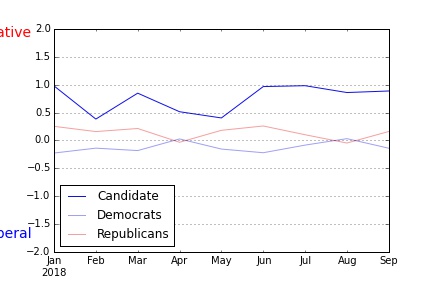 2.0
ative
1.5
1.0
0.5
0.0
−0.5
−1.0
−1.5
peral
−2.0
Candidate
Democrats
Republicans
Jan Feb Mar Apr May Jun Jul Aug Sep
2018